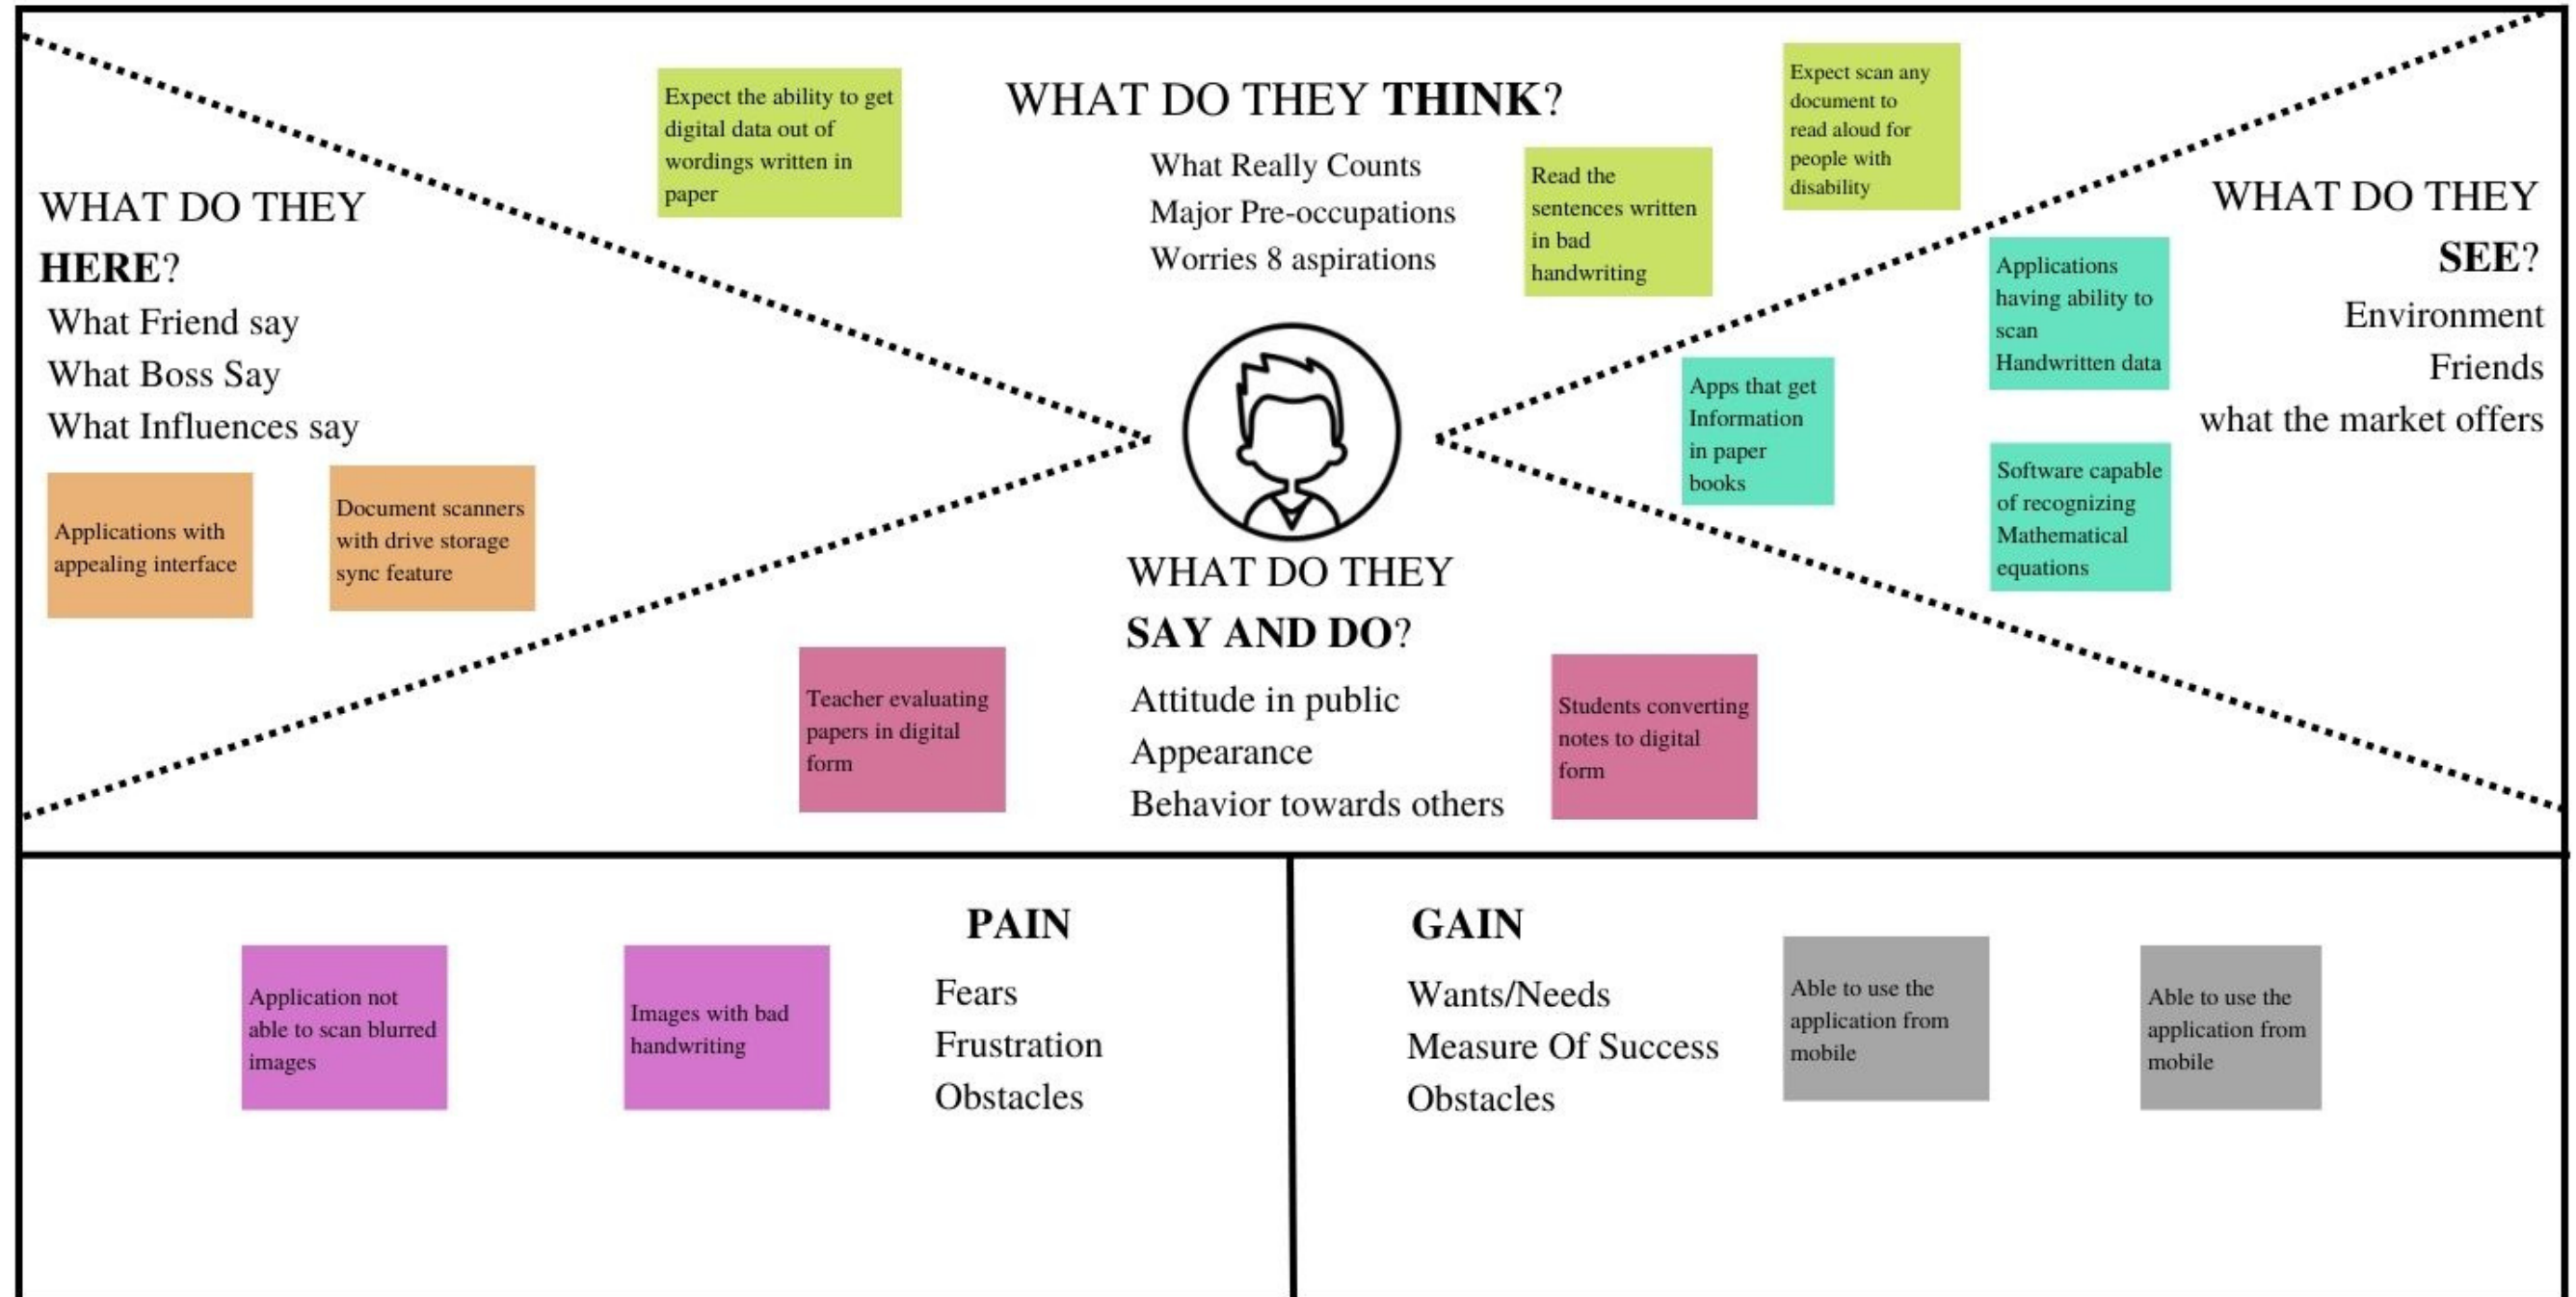 WHAT DO THEY THINK?
What Really Counts
Major Pre-occupations
Worries 8 aspirations
Expect the ability to get
digital data out of
wordings written in
paper
Read the
sentences written
in bad
handwriting
Expect scan any
document to
read aloud for
people with
disability
WHAT DO THEY
HERE?
What Friend say
What Boss Say
What Influences say
Applications with
appealing interface
Document scanners
with drive storage
sync feature
WHAT DO THEY
SEE?
Environment
Friends
what the market offers
Applications
having ability to
scan
Handwritten data
Apps that get
Information
in paper
books
Software capable
of recognizing
Mathematical
equations
WHAT DO THEY
SAY AND DO?
Attitude in public
Appearance
Behavior towards others
Teacher evaluating
papers in digital
form
Students converting
notes to digital
form
PAIN
Fears
Frustration
Obstacles
Application not
able to scan blurred
images
Images with bad
handwriting
GAIN
Wants/Needs
Measure Of Success
Obstacles
Able to use the
application from
mobile
Able to use the
application from
mobile